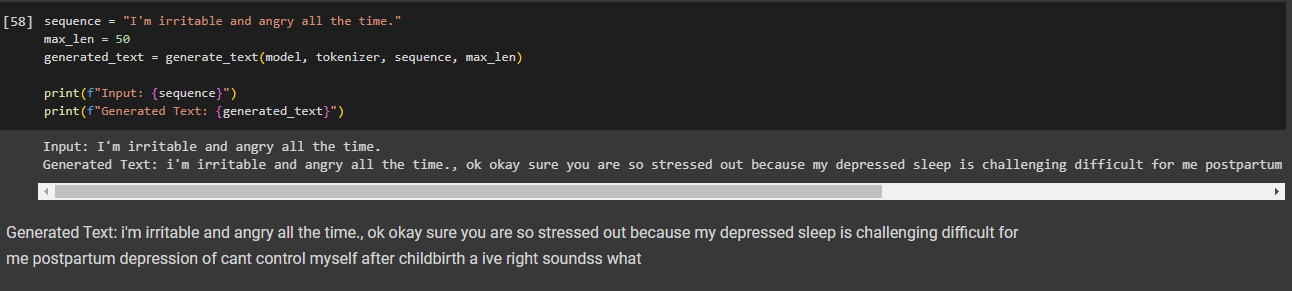 [58] sequence = "I'm irritable and angry all the time."
max_len = 50
generated_text = generate_text(model, tokenizer, sequence, max_len)
print(f"Input: {sequence}")
print(f"Generated Text: {generated_text}")
Input: I'm irritable and angry all the time.
Generated Text: i'm irritable and angry all the time., ok okay sure you are so stressed out because my depressed sleep is challenging difficult for me postpartum
Generated Text: i'm irritable and angry all the time., ok okay sure you are so stressed out because my depressed sleep is challenging difficult for
me postpartum depression of cant control myself after childbirth a ive right soundss what